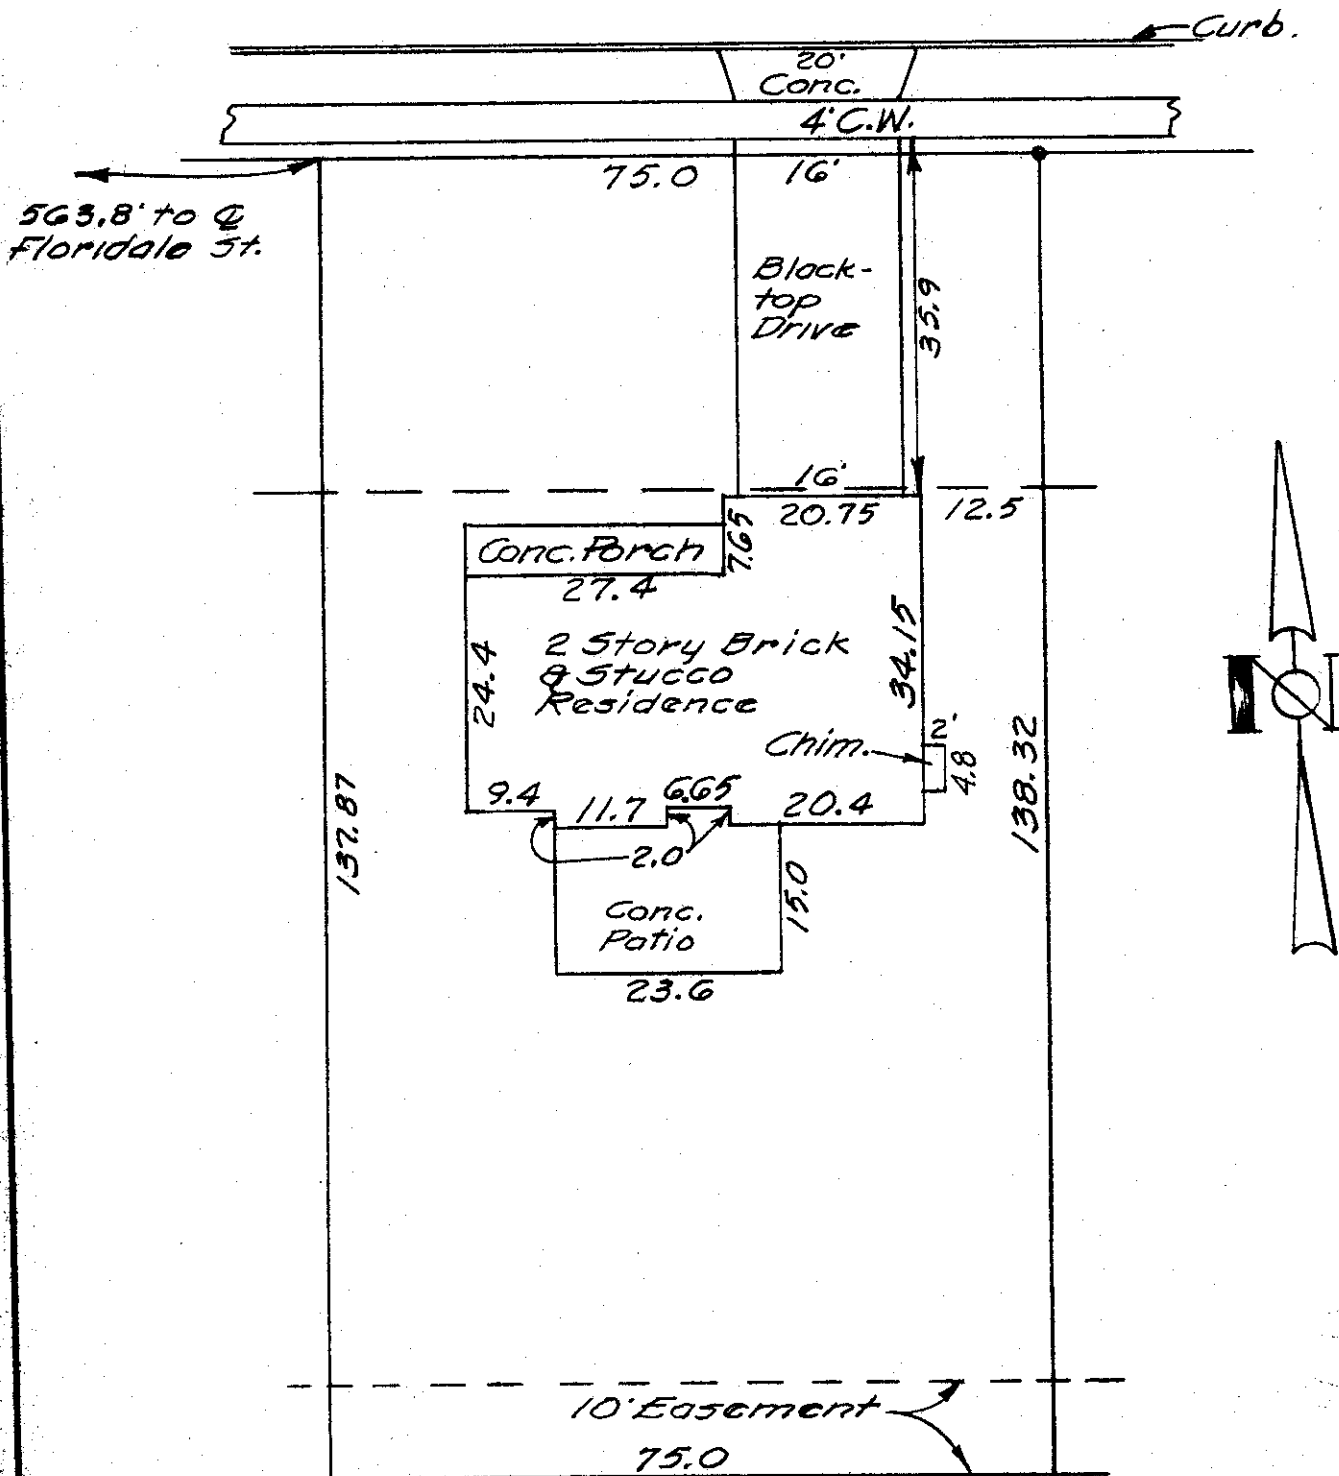 Curb.
20'
Conc.
4' C.W.
75.0
16'
563.8' to ℄
Floridale St.
Black-
top
Drive
35.9
16'
20.75
12.5
7.65
Conc. Porch
27.4
2 Story Brick
& Stucco
Residence
24.4
34.15
Chim.
2'
4.8
138.32
137.87
9.4
11.7
6.65
20.4
2.0
15.0
Conc.
Patio
23.6
10' Easement
75.0